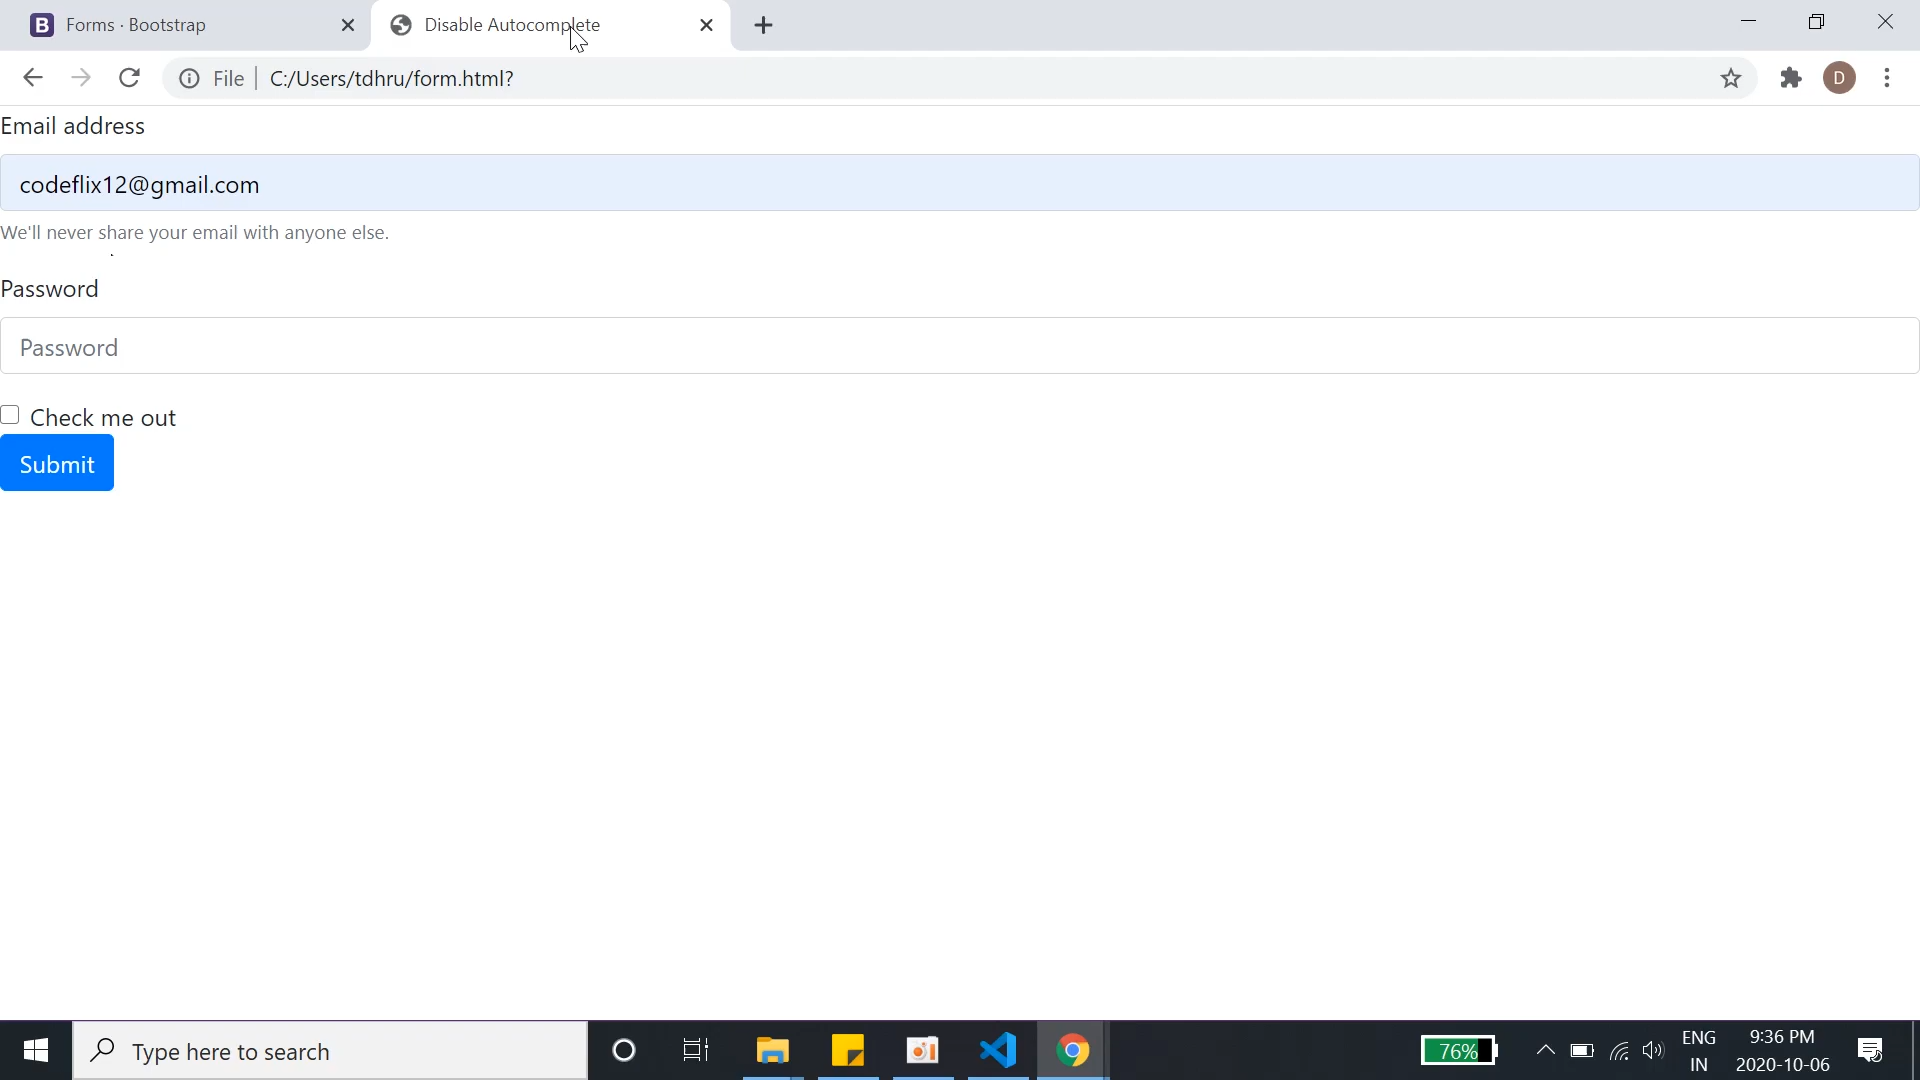 Forms · Bootstrap
Disable Autocomplete
File | C:/Users/tdhru/form.html?
D
Email address
codeflix12@gmail.com
We'll never share your email with anyone else.
Password
Password
Check me out
Submit
Type here to search
76%
ENG
IN
9:36 PM
2020-10-06